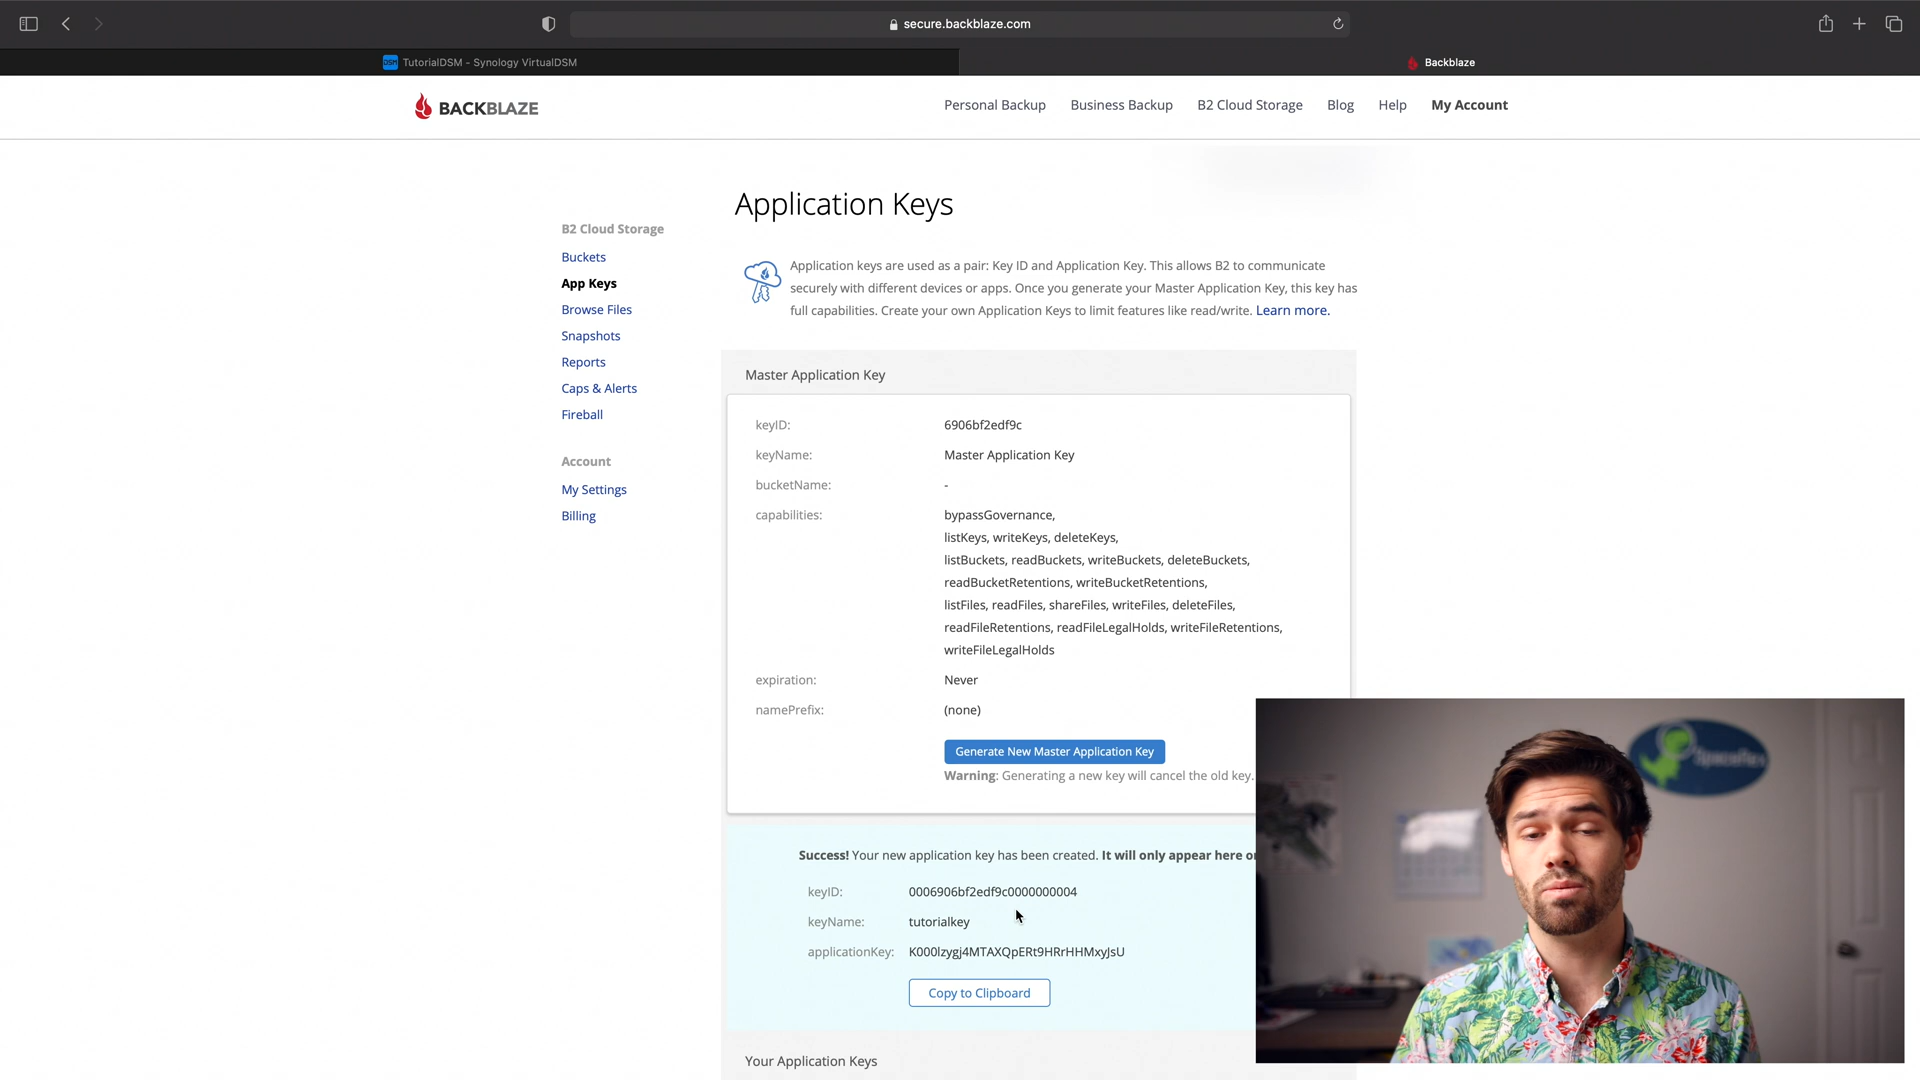 secure.backblaze.com
DSM TutorialDSM - Synology VirtualDSM
Backblaze
BACKBLAZE
Personal Backup Business Backup B2 Cloud Storage Blog Help My Account
Application Keys
B2 Cloud Storage
Buckets
App Keys
Browse Files
Snapshots
Reports
Caps & Alerts
Fireball
Account
My Settings
Billing
Application keys are used as a pair: Key ID and Application Key. This allows B2 to communicate
securely with different devices or apps. Once you generate your Master Application Key, this key has
full capabilities. Create your own Application Keys to limit features like read/write. Learn more.
Master Application Key
keyID: 6906bf2edf9c
keyName: Master Application Key
bucketName: -
capabilities: bypassGovernance,
listKeys, writeKeys, deleteKeys,
listBuckets, readBuckets, writeBuckets, deleteBuckets,
readBucketRetentions, writeBucketRetentions,
listFiles, readFiles, shareFiles, writeFiles, deleteFiles,
readFileRetentions, readFileLegalHolds, writeFileRetentions,
writeFileLegalHolds
expiration: Never
namePrefix: (none)
Generate New Master Application Key
Warning: Generating a new key will cancel the old key.
Success! Your new application key has been created. It will only appear here
keyID: 0006906bf2edf9c0000000004
keyName: tutorialkey
applicationKey: K000lzygj4MTAXQpERt9HRrHHMxyJsU
Copy to Clipboard
Your Application Keys
SpaceRex